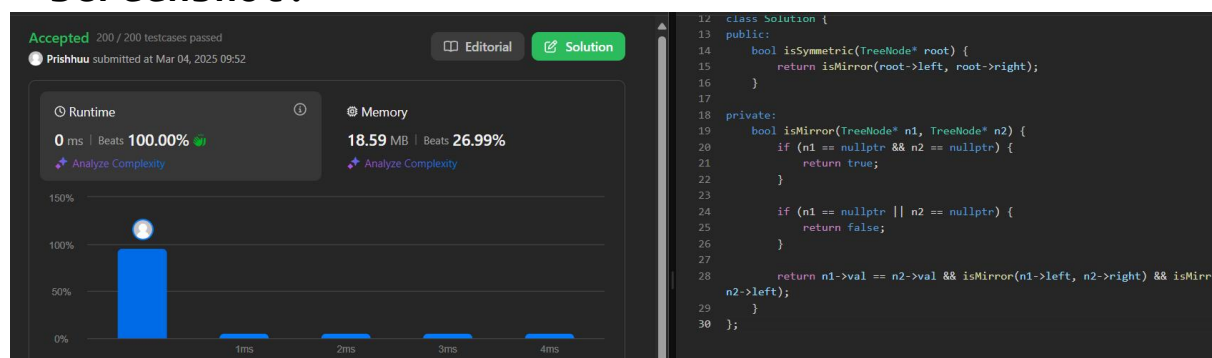 Accepted 200 / 200 testcases passed
Prishhuu submitted at Mar 04, 2025 09:52
Editorial
Solution
Runtime
0 ms | Beats 100.00%
Analyze Complexity
Memory
18.59 MB | Beats 26.99%
Analyze Complexity
150%
100%
50%
0%
1ms 2ms 3ms 4ms
12 class Solution {
13 public:
14 bool isSymmetric(TreeNode* root) {
15 return isMirror(root->left, root->right);
16 }
17
18 private:
19 bool isMirror(TreeNode* n1, TreeNode* n2) {
20 if (n1 == nullptr && n2 == nullptr) {
21 return true;
22 }
23
24 if (n1 == nullptr || n2 == nullptr) {
25 return false;
26 }
27
28 return n1->val == n2->val && isMirror(n1->left, n2->right) && isMirr
n2->left);
29 }
30 };